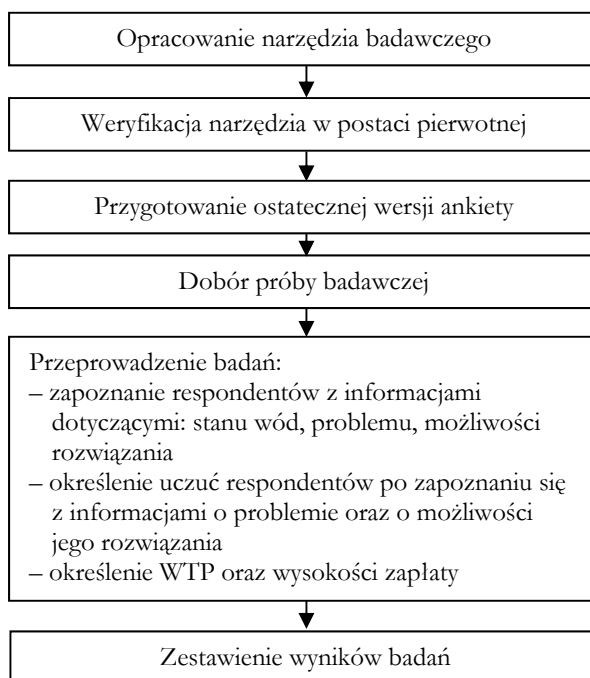 Opracowanie narzędzia badawczego
Weryfikacja narzędzia w postaci pierwotnej
Przygotowanie ostatecznej wersji ankiety
Dobór próby badawczej
Przeprowadzenie badań:
– zapoznanie respondentów z informacjami
dotyczącymi: stanu wód, problemu, możliwości
rozwiązania
– określenie uczuć respondentów po zapoznaniu się
z informacjami o problemie oraz o możliwości
jego rozwiązania
– określenie WTP oraz wysokości zapłaty
Zestawienie wyników badań